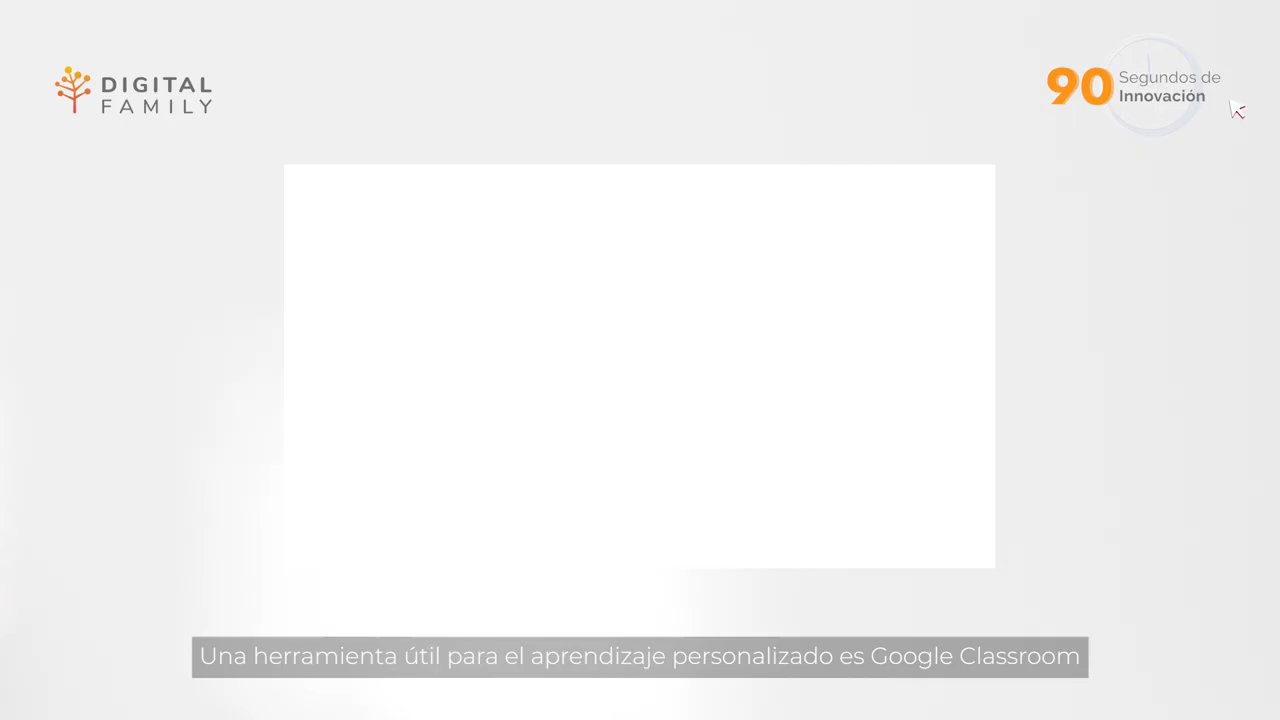 DIGITAL
FAMILY
90
Segundos de
Innovación
Una herramienta útil para el aprendizaje personalizado es Google Classroom